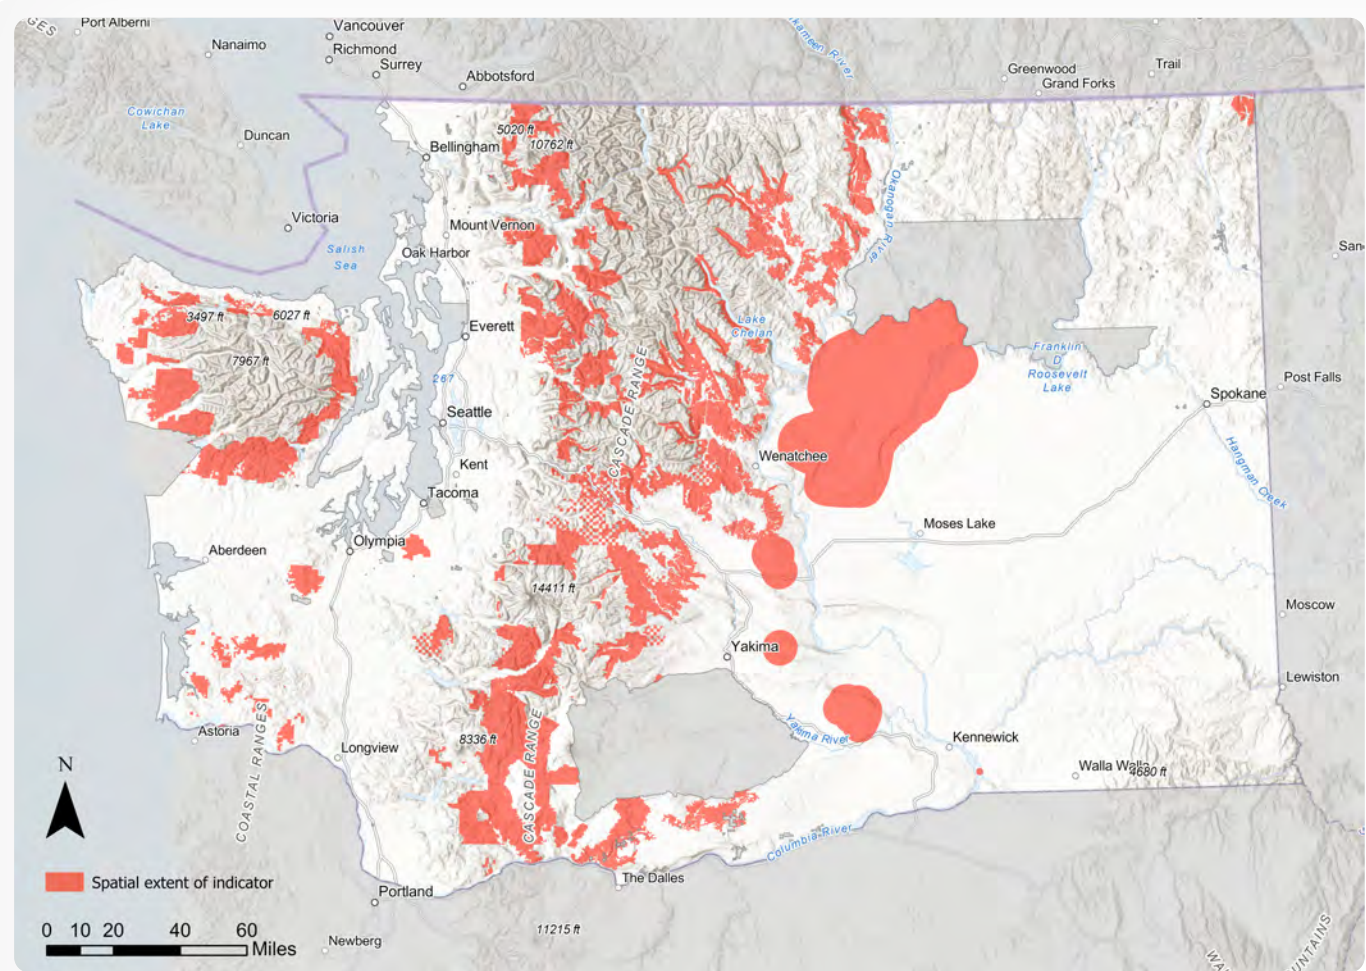 GES
Port Alberni
Vancouver
Richmond
Surrey
Nanaimo
Abbotsford
Cowichan
Lake
Duncan
kameen River
Greenwood
Grand Forks
Trail
5020 ft
10762 ft
Bellingham
Victoria
Salish
Sea
Mount Vernon
Oak Harbor
Okanogan River
San
3497 ft
6027 ft
7967 ft
Everett
267
Lake
Chelan
CASCADE RANGE
Franklin
D
Roosevelt
Lake
Post Falls
Spokane
Seattle
Kent
Wenatchee
Hangman Creek
Tacoma
Moses Lake
Olympia
Aberdeen
14411 ft
Moscow
Yakima
Lewiston
Astoria
COASTAL RANGES
Longview
8336 ft
CASCADE RANGE
Yakima River
Kennewick
Walla Walla
4680 ft
N
Columbia River
Spatial extent of indicator
Portland
The Dalles
0 10 20 40 60
Miles
Newberg
11215 ft
WA
UNTAINS